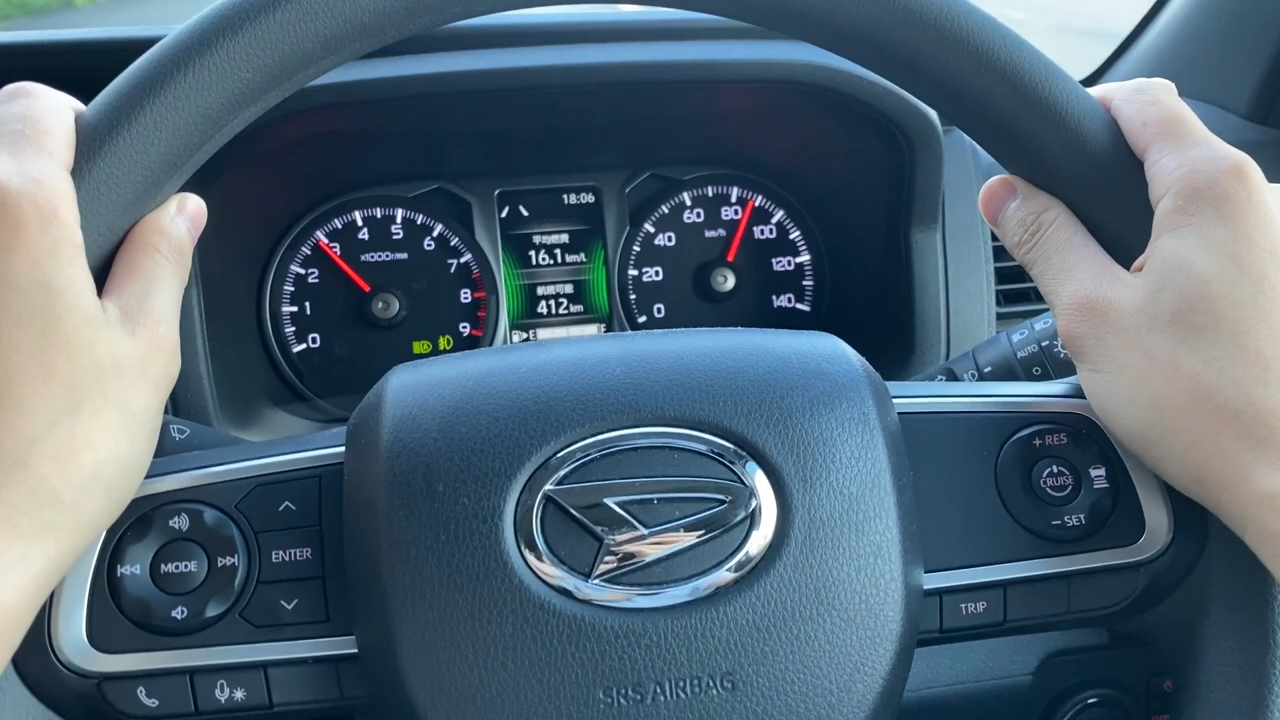 18:06
平均燃費
16.1 km/L
航続可能
412 km
E F
0 1 2 3 4 5 6 7 8 9
x1000r/min
0 20 40 60 80 100 120 140
km/h
AUTO
MODE
ENTER
+ RES
CRUISE
− SET
TRIP
SRS AIRBAG